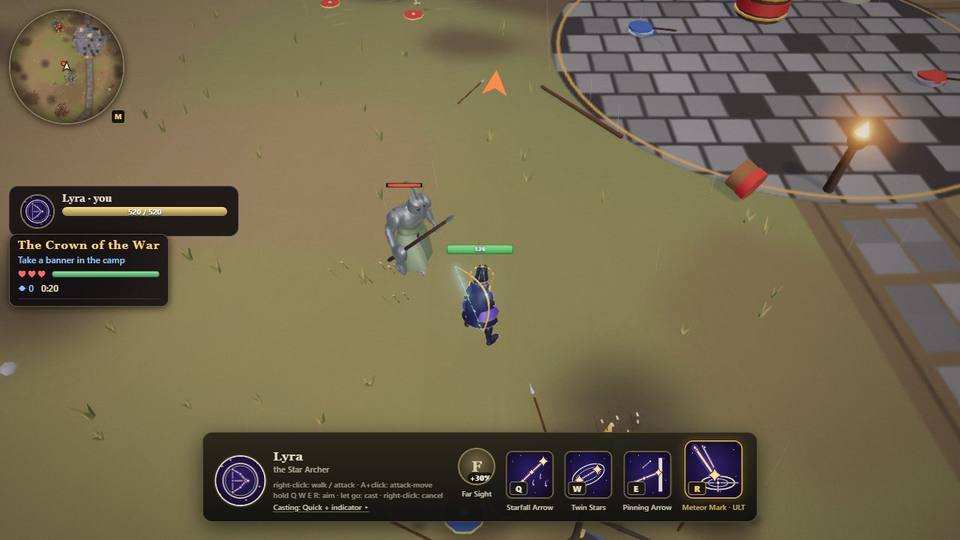 M
Lyra · you
520 / 520
The Crown of the War
Take a banner in the camp
0 0:20
Lyra
the Star Archer
right-click: walk / attack · A+click: attack-move
hold Q W E R: aim · let go: cast · right-click: cancel
Casting: Quick + indicator
F
+30%
Far Sight
Q
Starfall Arrow
W
Twin Stars
E
Pinning Arrow
R
Meteor Mark · ULT